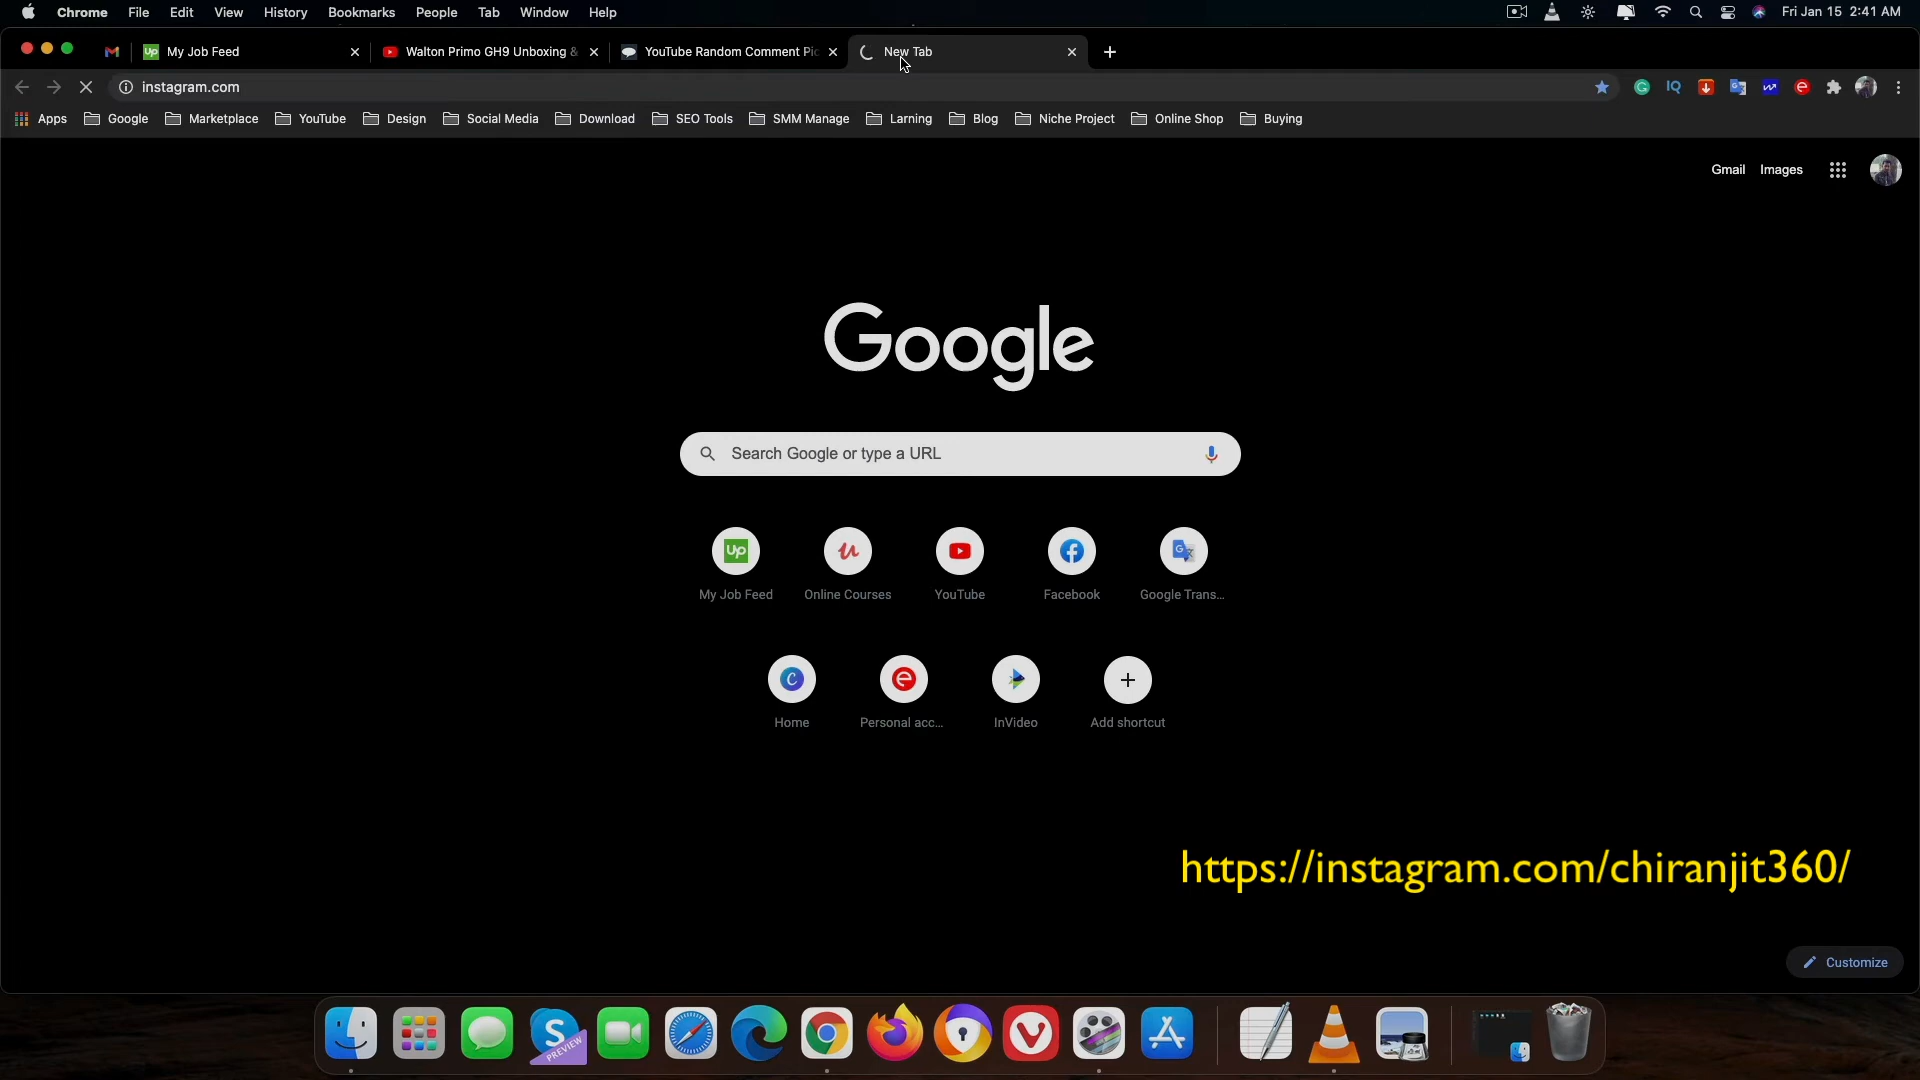 Chrome File Edit View History Bookmarks People Tab Window Help Fri Jan 15 2:41 AM
My Job Feed Walton Primo GH9 Unboxing & YouTube Random Comment Pic New Tab
instagram.com
Apps Google Marketplace YouTube Design Social Media Download SEO Tools SMM Manage Larning Blog Niche Project Online Shop Buying
Gmail Images
Google
Search Google or type a URL
My Job Feed Online Courses YouTube Facebook Google Trans...
Home Personal acc... InVideo Add shortcut
https://instagram.com/chiranjit360/
Customize
PREVIEW